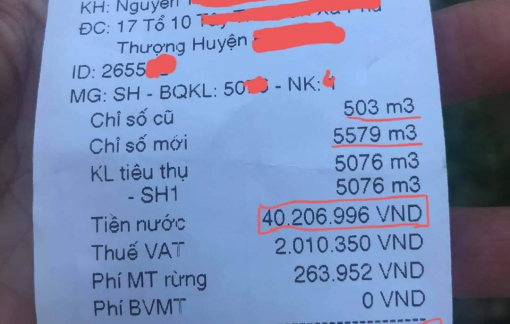 KH: Nguyễn
ĐC: 17 Tổ 10
Thượng Huyện
ID: 2655
MG: SH - BQKL: 50 - NK: 4
Chỉ số cũ 503 m3
Chỉ số mới 5579 m3
KL tiêu thụ 5076 m3
- SH1 5076 m3
Tiền nước 40.206.996 VND
Thuế VAT 2.010.350 VND
Phí MT rừng 263.952 VND
Phí BVMT 0 VND